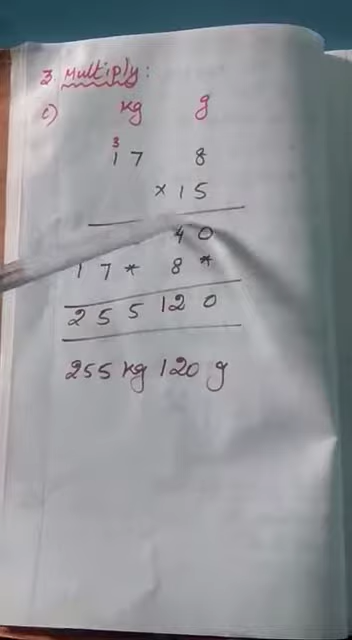 3. Multiply:
c) kg g
3
17 8
×15
40
17* 8*
255 120
255 kg 120 g